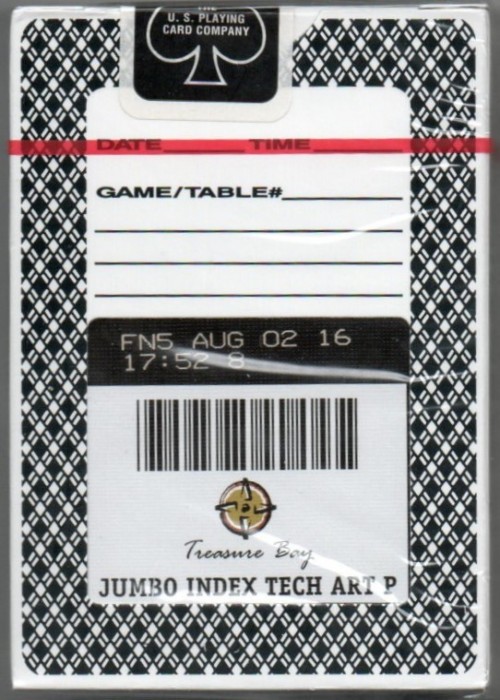 THE
U. S. PLAYING
CARD COMPANY
DATE TIME
GAME/TABLE#
FN5 AUG 02 16
17:52 8
Treasure Bay
JUMBO INDEX TECH ART P